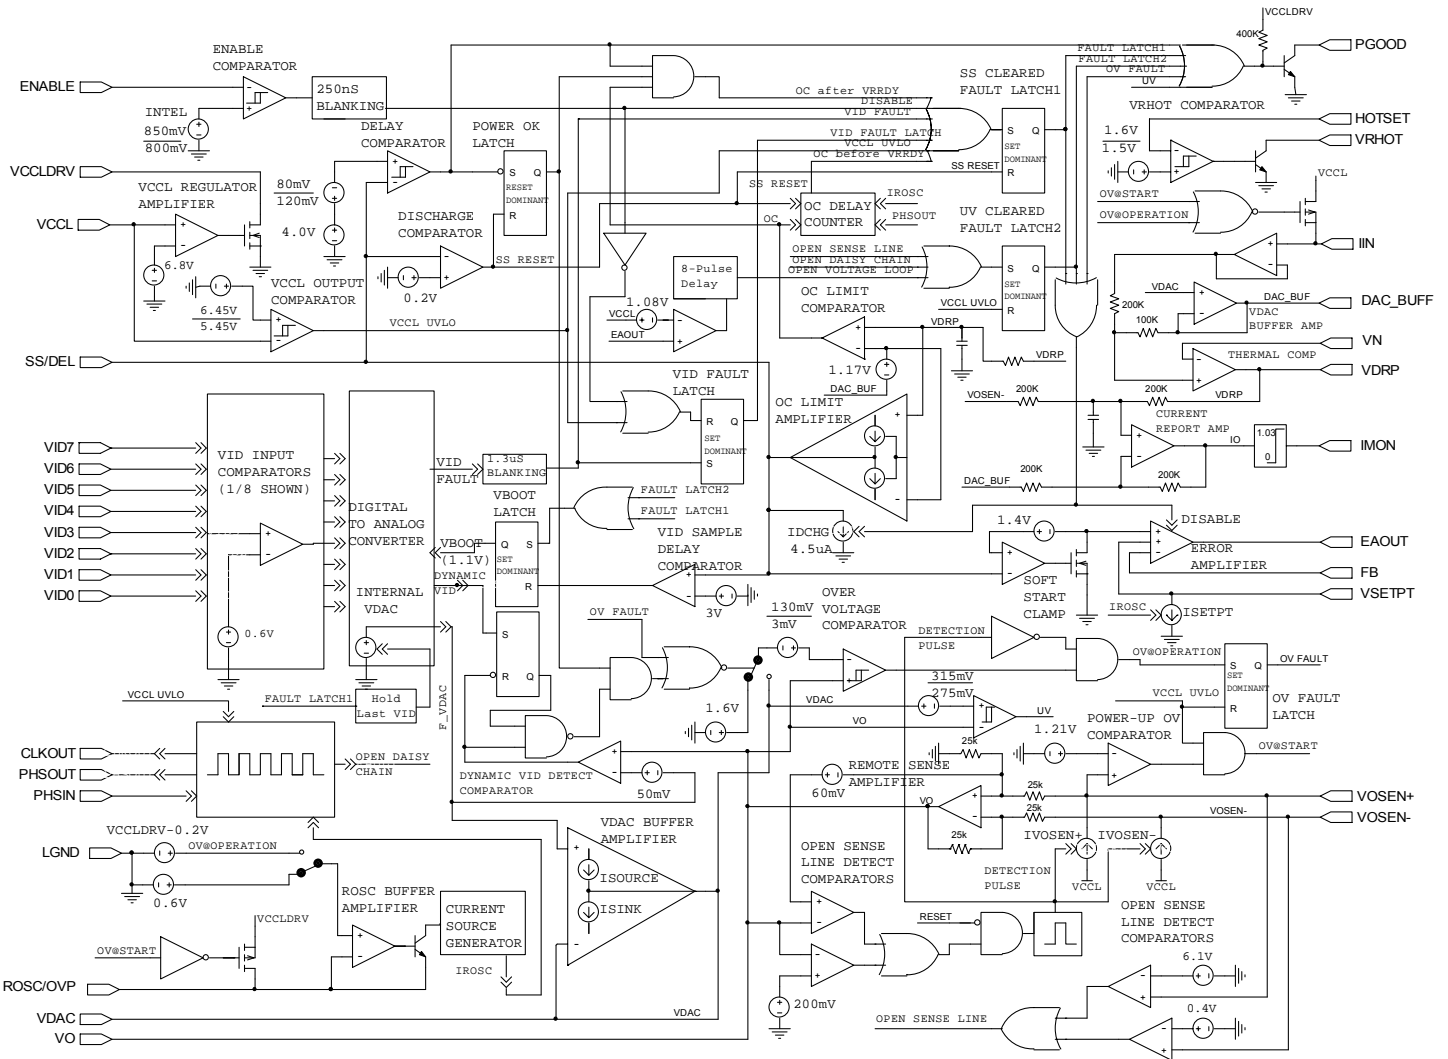 VCCLDRV
400K
PGOOD
ENABLE
COMPARATOR
ENABLE
250nS
BLANKING
INTEL
850mV
800mV
DELAY
COMPARATOR
POWER OK
LATCH
S Q
RESET
DOMINANT
R
80mV
120mV
4.0V
FAULT LATCH1
FAULT LATCH2
OV FAULT
UV
SS CLEARED
FAULT LATCH1
OC after VRRDY
DISABLE
VID FAULT
VID FAULT LATCH
VCCL UVLO
OC before VRRDY
SS RESET
S Q
SET
DOMINANT
R
VRHOT COMPARATOR
1.6V
1.5V
HOTSET
VRHOT
VCCL
OV@START
OV@OPERATION
IIN
VCCLDRV
VCCL REGULATOR
AMPLIFIER
VCCL
6.8V
VCCL OUTPUT
COMPARATOR
6.45V
5.45V
VCCL UVLO
DISCHARGE
COMPARATOR
0.2V
SS RESET
SS RESET
OC
OC DELAY
COUNTER
IROSC
PHSOUT
UV CLEARED
FAULT LATCH2
OPEN SENSE LINE
OPEN DAISY CHAIN
OPEN VOLTAGE LOOP
S Q
SET
DOMINANT
R
VCCL UVLO
8-Pulse
Delay
1.08V
VCCL
EAOUT
OC LIMIT
COMPARATOR
VDRP
VDRP
1.17V
DAC_BUF
200K
100K
VDAC
DAC_BUF
VDAC
BUFFER AMP
DAC_BUFF
VN
THERMAL COMP
VDRP
VDRP
SS/DEL
VID FAULT
LATCH
R Q
SET
DOMINANT
S
OC LIMIT
AMPLIFIER
VOSEN-
200K
200K
CURRENT
REPORT AMP
IO
1.03
0
IMON
DAC_BUF
200K
200K
VID7
VID6
VID5
VID4
VID3
VID2
VID1
VID0
VID INPUT
COMPARATORS
(1/8 SHOWN)
0.6V
DIGITAL
TO ANALOG
CONVERTER
INTERNAL
VDAC
VID
FAULT
1.3uS
BLANKING
VBOOT
LATCH
FAULT LATCH2
FAULT LATCH1
VBOOT
(1.1V)
DYNAMIC
VID
Q S
SET
DOMINANT
R
VID SAMPLE
DELAY
COMPARATOR
3V
IDCHG
4.5uA
1.4V
SOFT
START
CLAMP
DISABLE
ERROR
AMPLIFIER
EAOUT
FB
VSETPT
IROSC
ISETPT
S
R Q
OV FAULT
130mV
3mV
OVER
VOLTAGE
COMPARATOR
DETECTION
PULSE
OV@OPERATION
S Q
SET
DOMINANT
R
OV FAULT
VCCL UVLO
OV FAULT
LATCH
VCCL UVLO
FAULT LATCH1
Hold
Last VID
F_VDAC
1.6V
VDAC
VO
315mV
275mV
UV
1.21V
POWER-UP OV
COMPARATOR
OV@START
CLKOUT
PHSOUT
PHSIN
OPEN DAISY
CHAIN
DYNAMIC VID DETECT
COMPARATOR
50mV
60mV
REMOTE SENSE
AMPLIFIER
25k
25k
25k
25k
VO
VOSEN+
VOSEN-
VOSEN-
VCCLDRV-0.2V
LGND
OV@OPERATION
0.6V
VDAC BUFFER
AMPLIFIER
ISOURCE
ISINK
OPEN SENSE
LINE DETECT
COMPARATORS
DETECTION
PULSE
IVOSEN+
IVOSEN-
VCCL
VCCL
OPEN SENSE
LINE DETECT
COMPARATORS
RESET
200mV
6.1V
0.4V
OPEN SENSE LINE
VCCLDRV
OV@START
ROSC BUFFER
AMPLIFIER
CURRENT
SOURCE
GENERATOR
IROSC
ROSC/OVP
VDAC
VDAC
VO